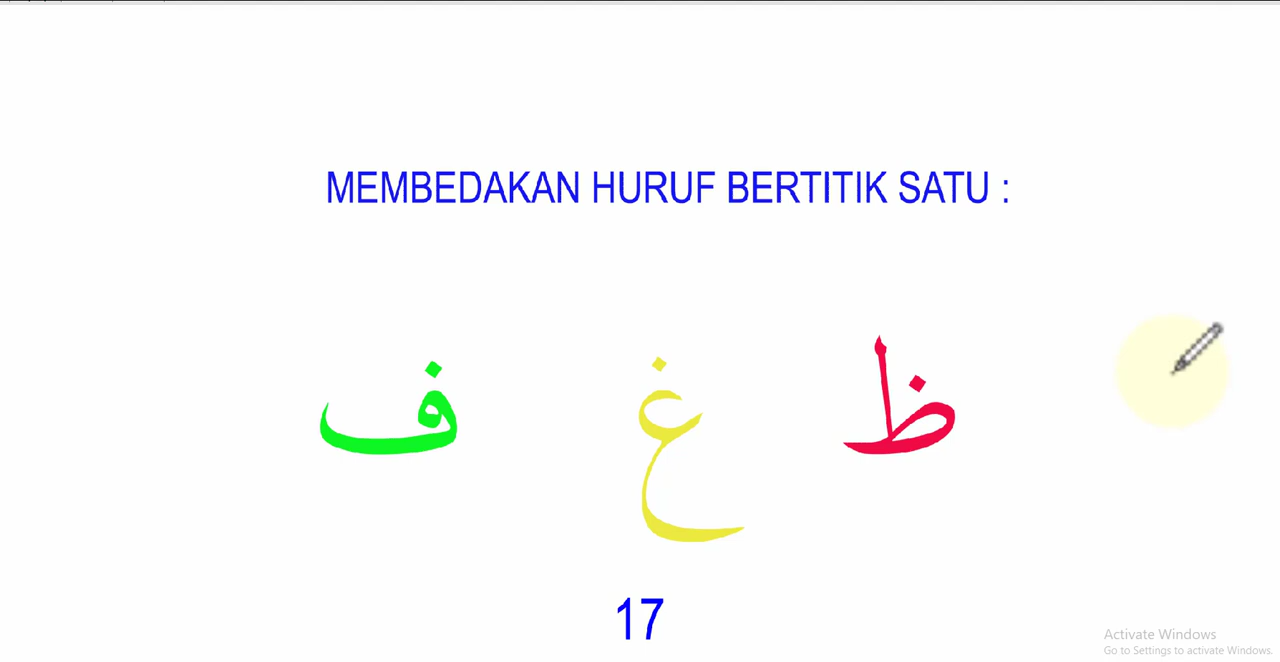 MEMBEDAKAN HURUF BERTITIK SATU :
ظ غ ف
17
Activate Windows
Go to Settings to activate Windows.